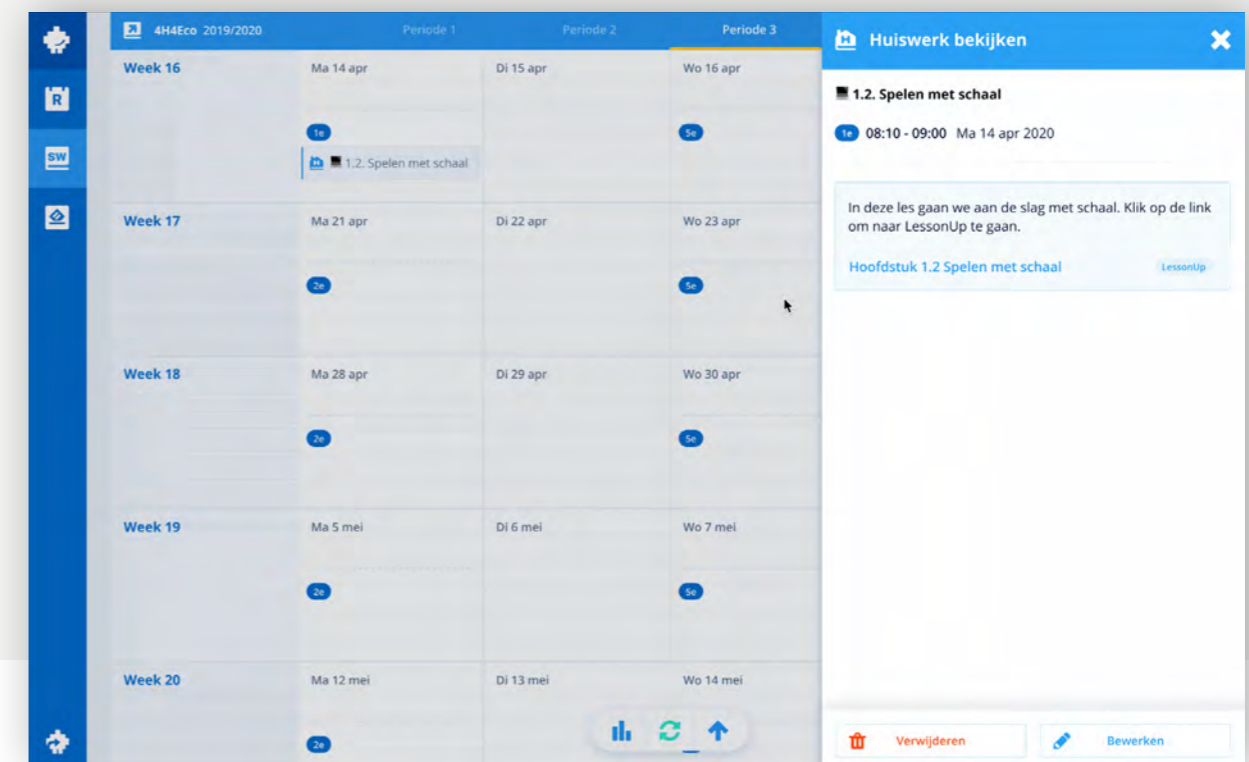 4H4Eco 2019/2020
Periode 1
Periode 2
Periode 3
R
SW
Week 16
Ma 14 apr
Di 15 apr
Wo 16 apr
1e
5e
H 1.2. Spelen met schaal
Week 17
Ma 21 apr
Di 22 apr
Wo 23 apr
2e
5e
Week 18
Ma 28 apr
Di 29 apr
Wo 30 apr
2e
5e
Week 19
Ma 5 mei
Di 6 mei
Wo 7 mei
2e
5e
Week 20
Ma 12 mei
Di 13 mei
Wo 14 mei
2e
H Huiswerk bekijken
1.2. Spelen met schaal
1e 08:10 - 09:00 Ma 14 apr 2020
In deze les gaan we aan de slag met schaal. Klik op de link
om naar LessonUp te gaan.
Hoofdstuk 1.2 Spelen met schaal
LessonUp
Verwijderen
Bewerken